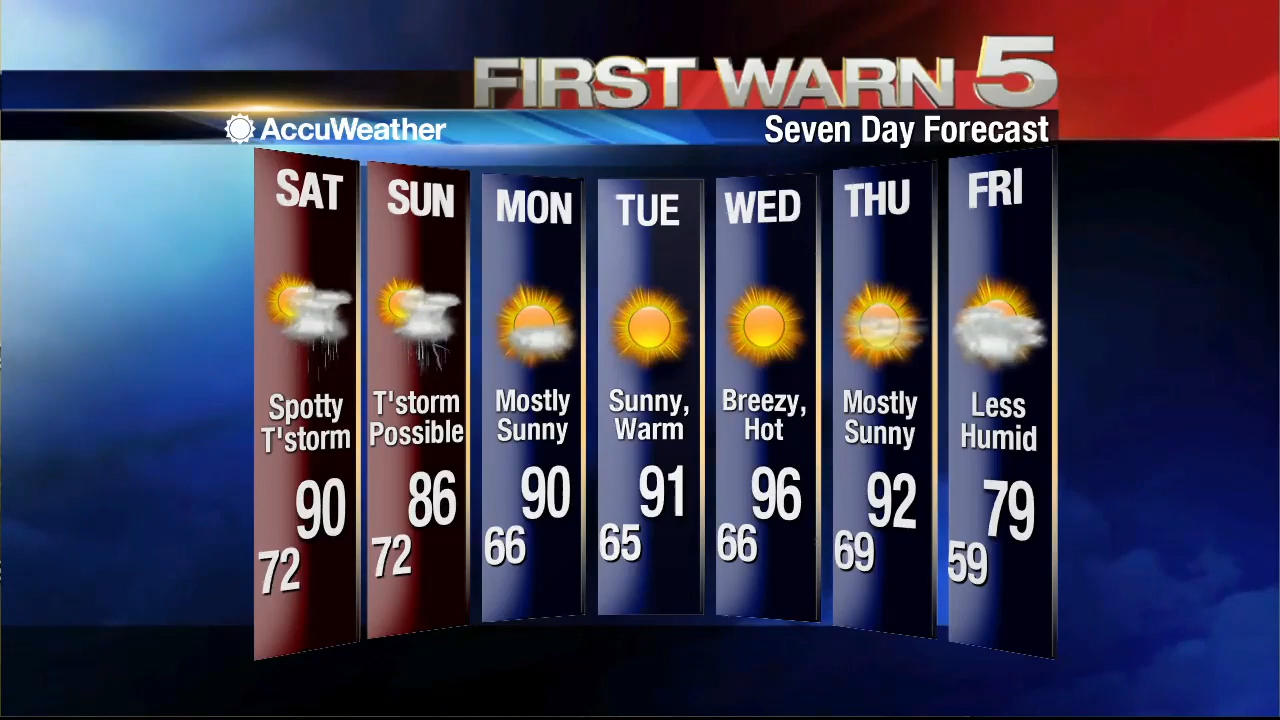 FIRST WARN 5
AccuWeather
Seven Day Forecast
SAT
Spotty
T'storm
90
72
SUN
T'storm
Possible
86
72
MON
Mostly
Sunny
90
66
TUE
Sunny,
Warm
91
65
WED
Breezy,
Hot
96
66
THU
Mostly
Sunny
92
69
FRI
Less
Humid
79
59